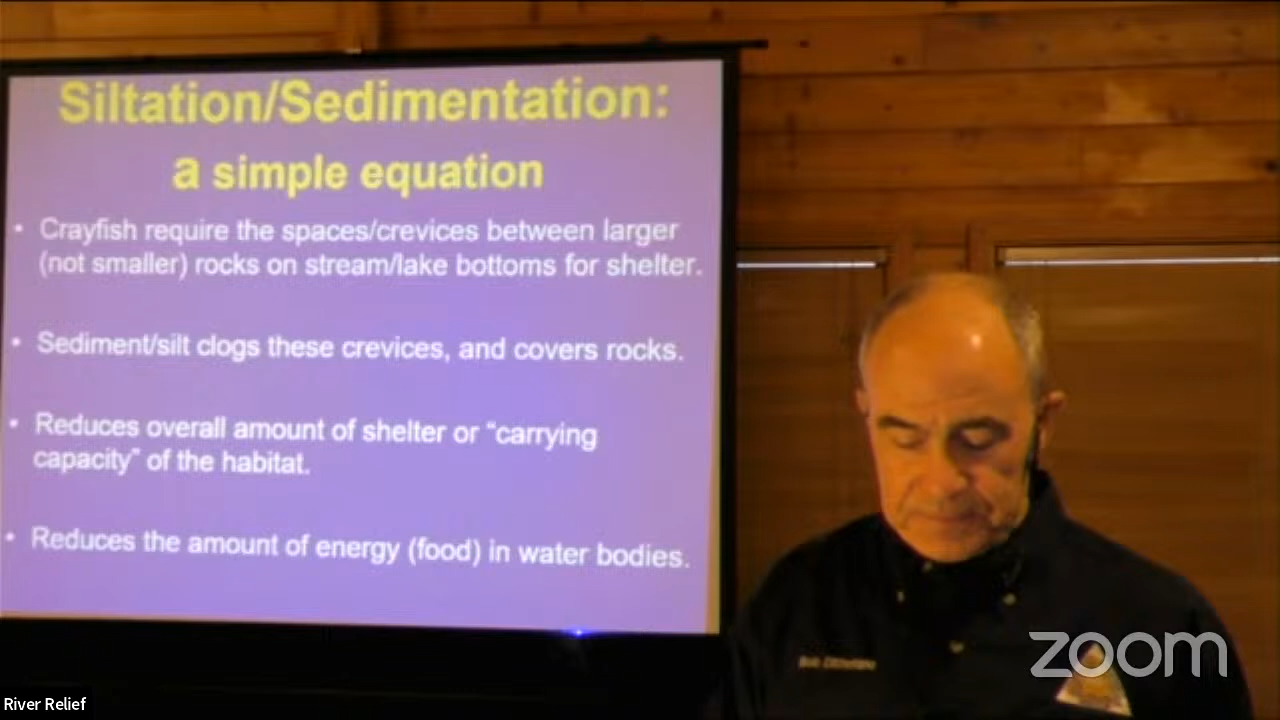 Siltation/Sedimentation:
a simple equation
• Crayfish require the spaces/crevices between larger
(not smaller) rocks on stream/lake bottoms for shelter.
• Sediment/silt clogs these crevices, and covers rocks.
• Reduces overall amount of shelter or “carrying
capacity” of the habitat.
• Reduces the amount of energy (food) in water bodies.
zoom
River Relief